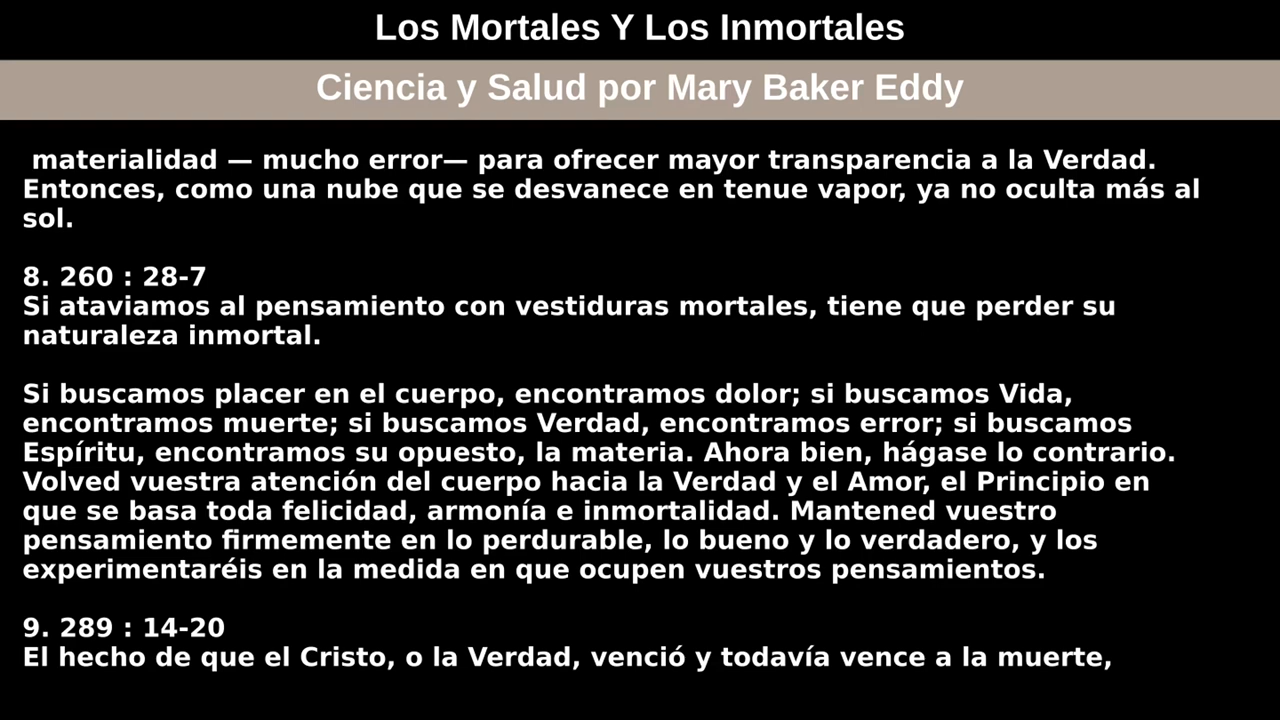 Los Mortales Y Los Inmortales
Ciencia y Salud por Mary Baker Eddy
materialidad — mucho error— para ofrecer mayor transparencia a la Verdad.
Entonces, como una nube que se desvanece en tenue vapor, ya no oculta más al
sol.
8. 260 : 28-7
Si ataviamos al pensamiento con vestiduras mortales, tiene que perder su
naturaleza inmortal.
Si buscamos placer en el cuerpo, encontramos dolor; si buscamos Vida,
encontramos muerte; si buscamos Verdad, encontramos error; si buscamos
Espíritu, encontramos su opuesto, la materia. Ahora bien, hágase lo contrario.
Volved vuestra atención del cuerpo hacia la Verdad y el Amor, el Principio en
que se basa toda felicidad, armonía e inmortalidad. Mantened vuestro
pensamiento firmemente en lo perdurable, lo bueno y lo verdadero, y los
experimentaréis en la medida en que ocupen vuestros pensamientos.
9. 289 : 14-20
El hecho de que el Cristo, o la Verdad, venció y todavía vence a la muerte,